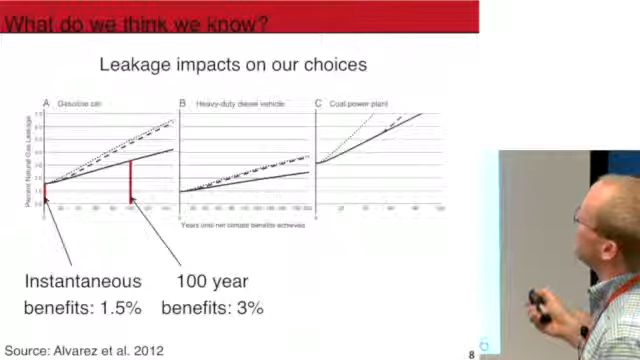 What do we think we know?
Leakage impacts on our choices
A Gasoline car
B Heavy-duty diesel vehicle
C Coal power plant
Percent Natural Gas Leakage
Years until net climate benefits achieved
Instantaneous
benefits: 1.5%
100 year
benefits: 3%
Source: Alvarez et al. 2012
8